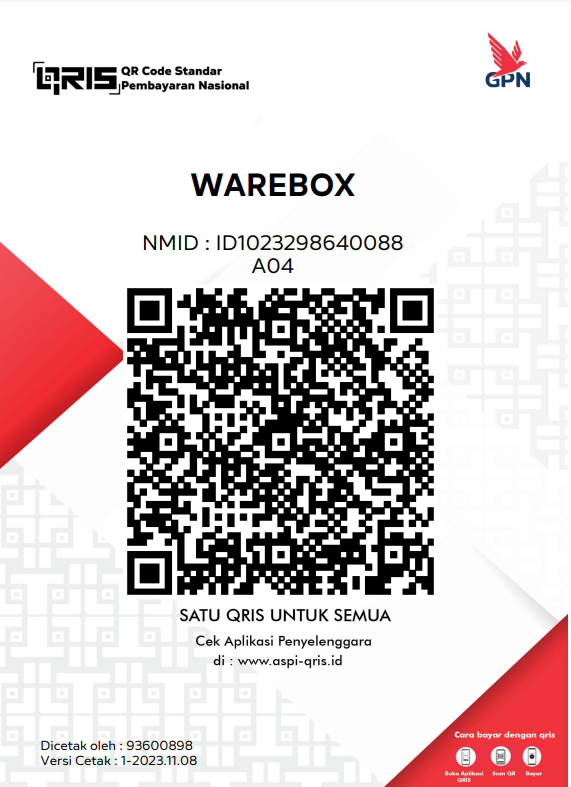 QRIS QR Code Standar
Pembayaran Nasional
GPN
WAREBOX
NMID : ID1023298640088
A04
SATU QRIS UNTUK SEMUA
Cek Aplikasi Penyelenggara
di : www.aspi-qris.id
Dicetak oleh : 93600898
Versi Cetak : 1-2023.11.08
Cara bayar dengan qris
Buka Aplikasi
QRIS
Scan QR
Bayar